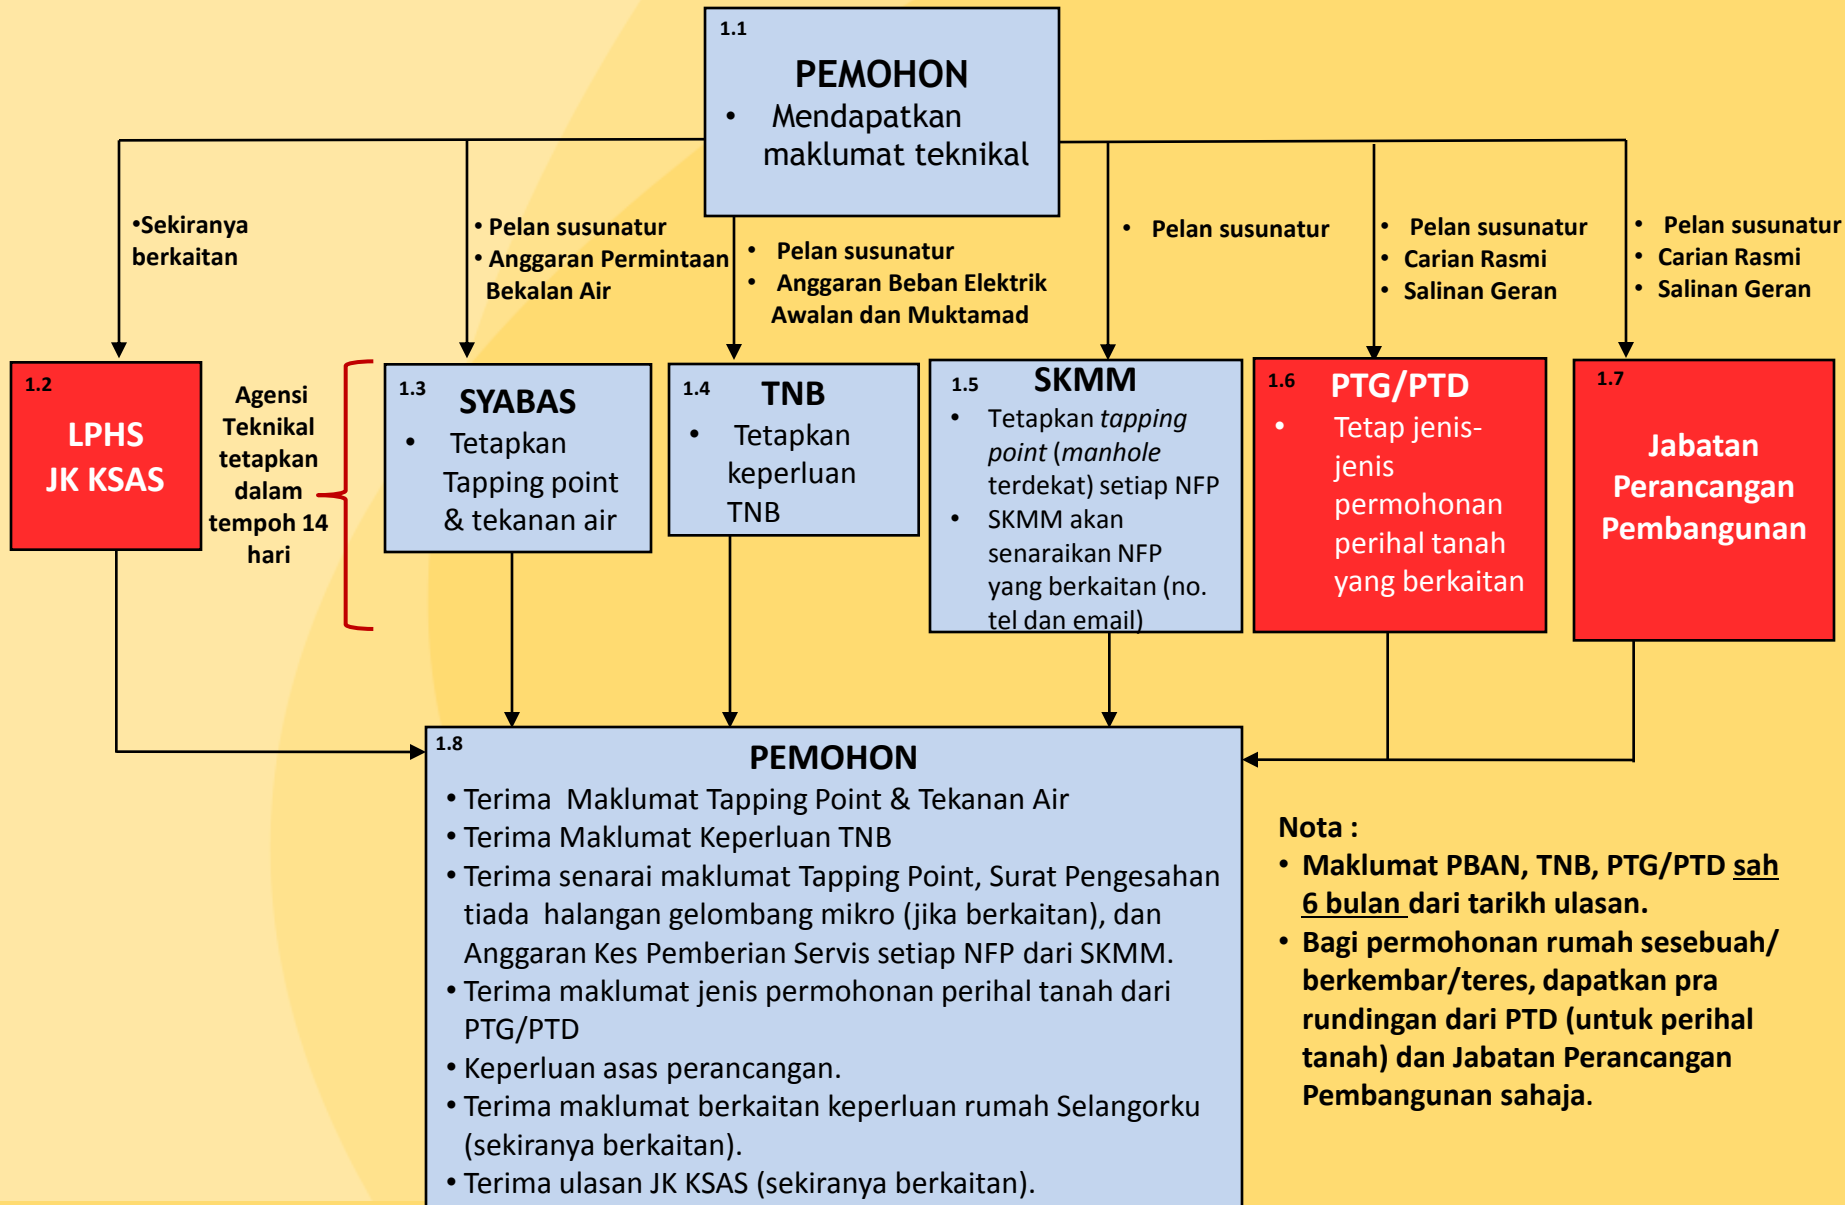 1.1
PEMOHON
• Mendapatkan
maklumat teknikal
•Sekiranya
berkaitan
• Pelan susunatur
• Anggaran Permintaan
Bekalan Air
• Pelan susunatur
• Anggaran Beban Elektrik
Awalan dan Muktamad
• Pelan susunatur
• Pelan susunatur
• Carian Rasmi
• Salinan Geran
• Pelan susunatur
• Carian Rasmi
• Salinan Geran
1.2
LPHS
JK KSAS
Agensi
Teknikal
tetapkan
dalam
tempoh 14
hari
1.3
SYABAS
• Tetapkan
Tapping point
& tekanan air
1.4
TNB
• Tetapkan
keperluan
TNB
1.5
SKMM
• Tetapkan tapping
point (manhole
terdekat) setiap NFP
• SKMM akan
senaraikan NFP
yang berkaitan (no.
tel dan email)
1.6
PTG/PTD
• Tetap jenis-
jenis
permohonan
perihal tanah
yang berkaitan
1.7
Jabatan
Perancangan
Pembangunan
1.8
PEMOHON
• Terima Maklumat Tapping Point & Tekanan Air
• Terima Maklumat Keperluan TNB
• Terima senarai maklumat Tapping Point, Surat Pengesahan
tiada halangan gelombang mikro (jika berkaitan), dan
Anggaran Kes Pemberian Servis setiap NFP dari SKMM.
• Terima maklumat jenis permohonan perihal tanah dari
PTG/PTD
• Keperluan asas perancangan.
• Terima maklumat berkaitan keperluan rumah Selangorku
(sekiranya berkaitan).
• Terima ulasan JK KSAS (sekiranya berkaitan).
Nota :
• Maklumat PBAN, TNB, PTG/PTD sah
6 bulan dari tarikh ulasan.
• Bagi permohonan rumah sesebuah/
berkembar/teres, dapatkan pra
rundingan dari PTD (untuk perihal
tanah) dan Jabatan Perancangan
Pembangunan sahaja.